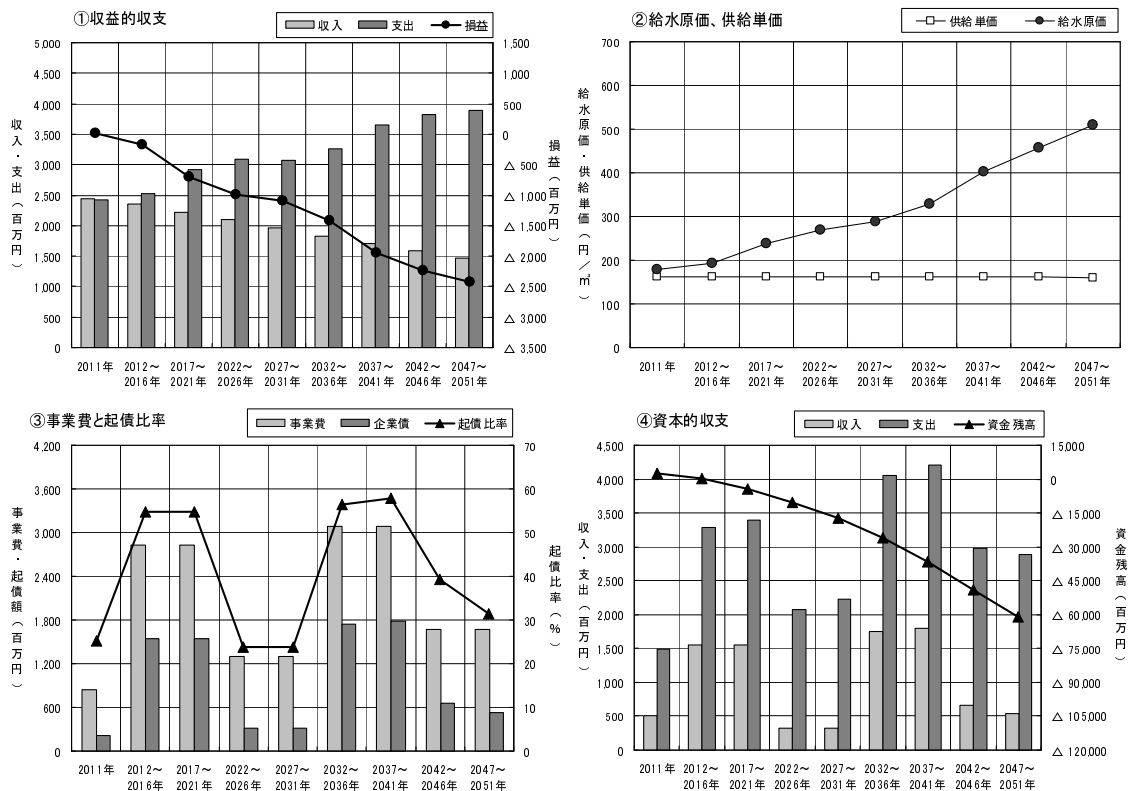 ①収益的収支
収入 支出 損益
収入・支出（百万円）
5,000
4,500
4,000
3,500
3,000
2,500
2,000
1,500
1,000
500
0
1,500
1,000
500
0
△ 500
△ 1,000
△ 1,500
△ 2,000
△ 2,500
△ 3,000
△ 3,500
損益（百万円）
2011年 2012～ 2017～ 2022～ 2027～ 2032～ 2037～ 2042～ 2047～
2016年 2021年 2026年 2031年 2036年 2041年 2046年 2051年
②給水原価、供給単価
供給単価 給水原価
給水原価・供給単価（円／㎥）
700
600
500
400
300
200
100
0
2011年 2012～ 2017～ 2022～ 2027～ 2032～ 2037～ 2042～ 2047～
2016年 2021年 2026年 2031年 2036年 2041年 2046年 2051年
③事業費と起債比率
事業費 企業債 起債比率
事業費・起債額（百万円）
4,200
3,600
3,000
2,400
1,800
1,200
600
0
70
60
50
40
30
20
10
0
起債比率（％）
2011年 2012～ 2017～ 2022～ 2027～ 2032～ 2037～ 2042～ 2047～
2016年 2021年 2026年 2031年 2036年 2041年 2046年 2051年
④資本的収支
収入 支出 資金残高
収入・支出（百万円）
4,500
4,000
3,500
3,000
2,500
2,000
1,500
1,000
500
0
15,000
0
△ 15,000
△ 30,000
△ 45,000
△ 60,000
△ 75,000
△ 90,000
△ 105,000
△ 120,000
資金残高（百万円）
2011年 2012～ 2017～ 2022～ 2027～ 2032～ 2037～ 2042～ 2047～
2016年 2021年 2026年 2031年 2036年 2041年 2046年 2051年